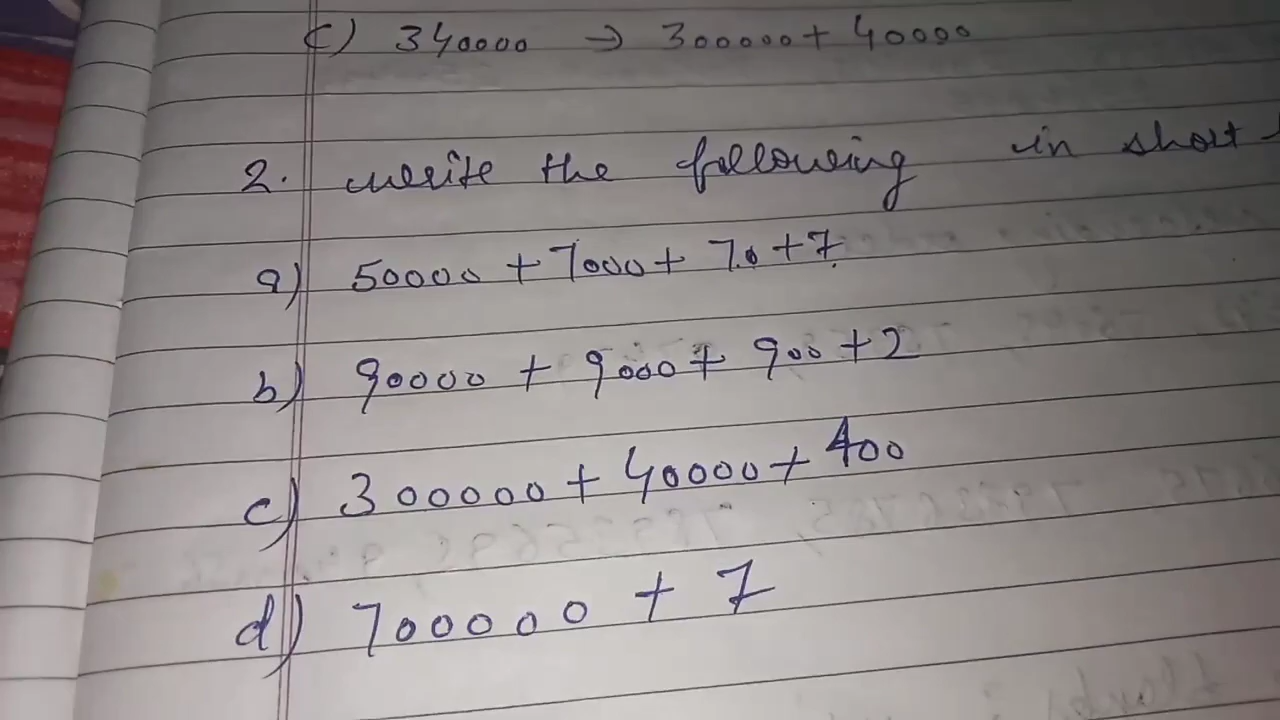 c) 340000 → 300000 + 40000
2. write the following in short
a) 50000 + 7000 + 70 + 7
b) 90000 + 9000 + 900 + 2
c) 300000 + 40000 + 400
d) 700000 + 7